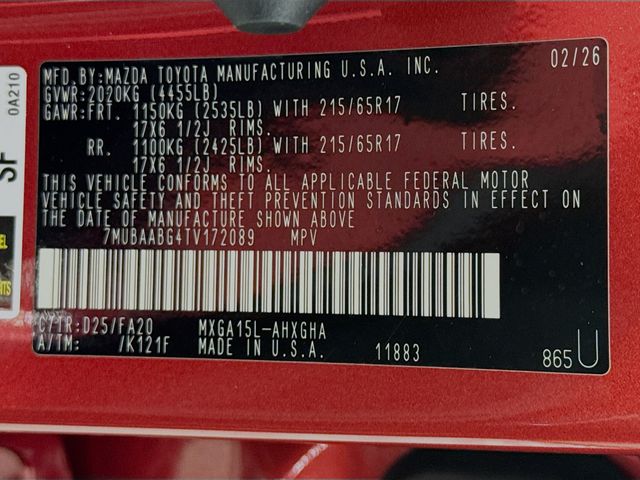 MFD.BY:MAZDA TOYOTA MANUFACTURING U.S.A. INC. 02/26
GVWR:2020KG (4455LB)
GAWR:FRT. 1150KG (2535LB) WITH 215/65R17 TIRES.
17X6 1/2J RIMS.
RR. 1100KG (2425LB) WITH 215/65R17 TIRES.
17X6 1/2J RIMS.
THIS VEHICLE CONFORMS TO ALL APPLICABLE FEDERAL MOTOR
VEHICLE SAFETY AND THEFT PREVENTION STANDARDS IN EFFECT ON
THE DATE OF MANUFACTURE SHOWN ABOVE
7MUBAABG4TV172089 MPV
C/TR:D25/FA20 MXGA15L-AHXGHA
A/TM: /K121F MADE IN U.S.A. 11883 865U
0A210
SF